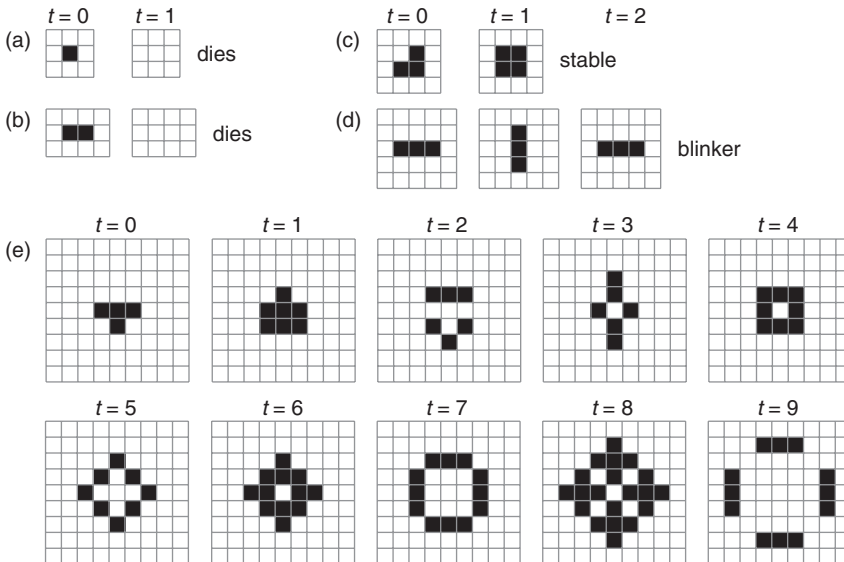 t = 0 t = 1 t = 0 t = 1 t = 2
(a) dies (c) stable
(b) dies (d) blinker
t = 0 t = 1 t = 2 t = 3 t = 4
(e)
t = 5 t = 6 t = 7 t = 8 t = 9